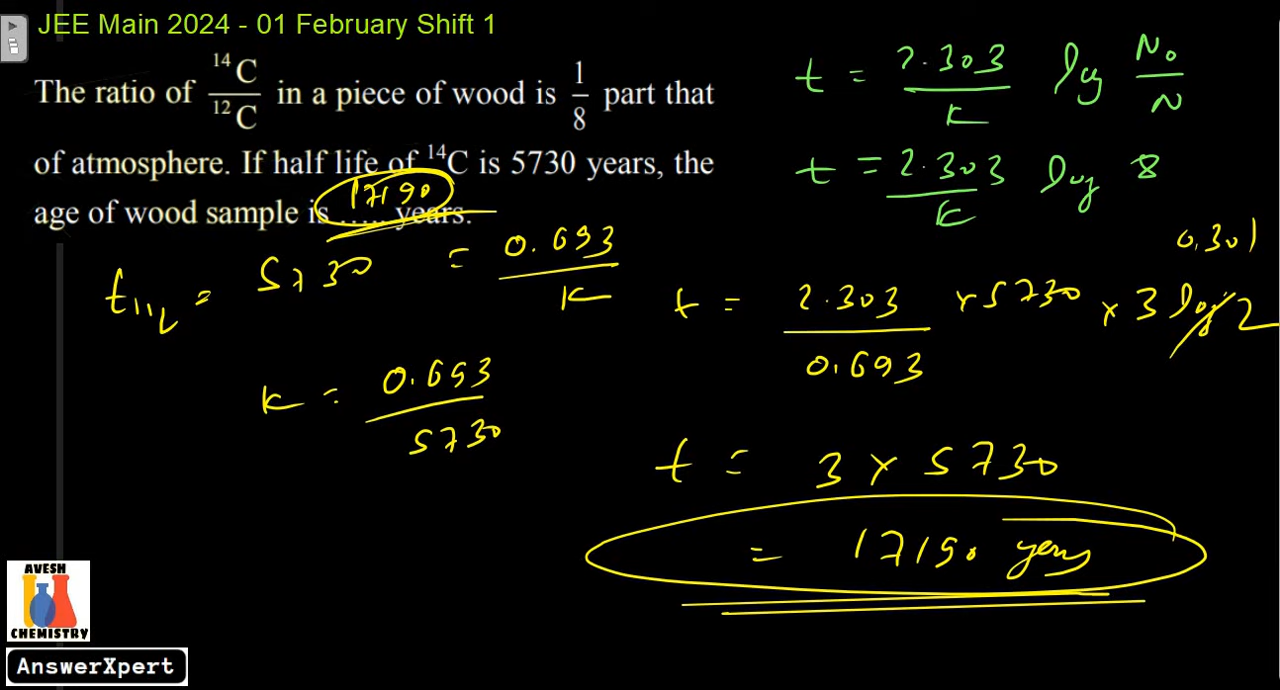 JEE Main 2024 - 01 February Shift 1
The ratio of ¹⁴C/¹²C in a piece of wood is 1/8 part that
of atmosphere. If half life of ¹⁴C is 5730 years, the
age of wood sample is ..... years.
17190
t = 2.303/K log N₀/N
t = 2.303/K log 8
t1/2 = 5730 = 0.693/K
K = 0.693/5730
0.301
t = 2.303/0.693 × 5730 × 3 log 2
t = 3 × 5730
= 17190 years
AVESH
CHEMISTRY
AnswerXpert